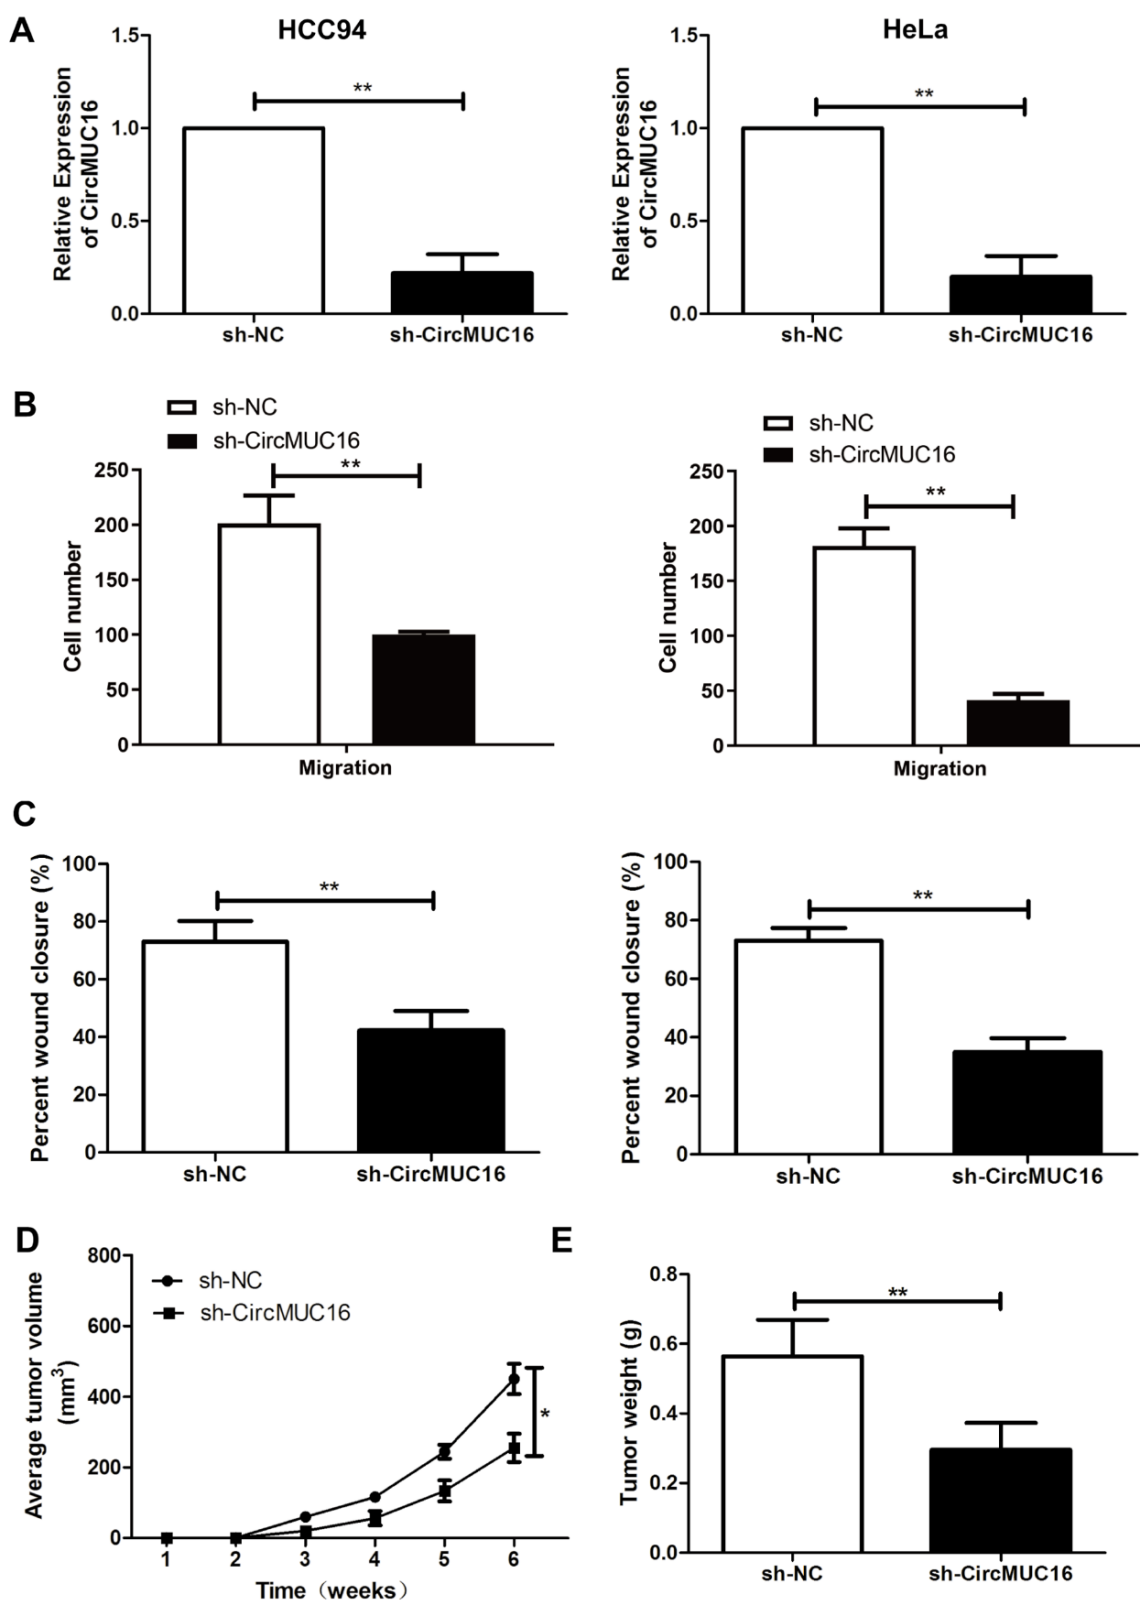 A
HCC94
HeLa
Relative Expression
of CircMUC16
1.5
1.0
0.5
0.0
**
sh-NC
sh-CircMUC16
Relative Expression
of CircMUC16
1.5
1.0
0.5
0.0
**
sh-NC
sh-CircMUC16
B
sh-NC
sh-CircMUC16
Cell number
250
200
150
100
50
0
**
Migration
sh-NC
sh-CircMUC16
Cell number
250
200
150
100
50
0
**
Migration
C
Percent wound closure (%)
100
80
60
40
20
0
**
sh-NC
sh-CircMUC16
Percent wound closure (%)
100
80
60
40
20
0
**
sh-NC
sh-CircMUC16
D
Average tumor volume
(mm3)
800
600
400
200
0
sh-NC
sh-CircMUC16
*
1 2 3 4 5 6
Time（weeks）
E
Tumor weight (g)
0.8
0.6
0.4
0.2
0.0
**
sh-NC
sh-CircMUC16